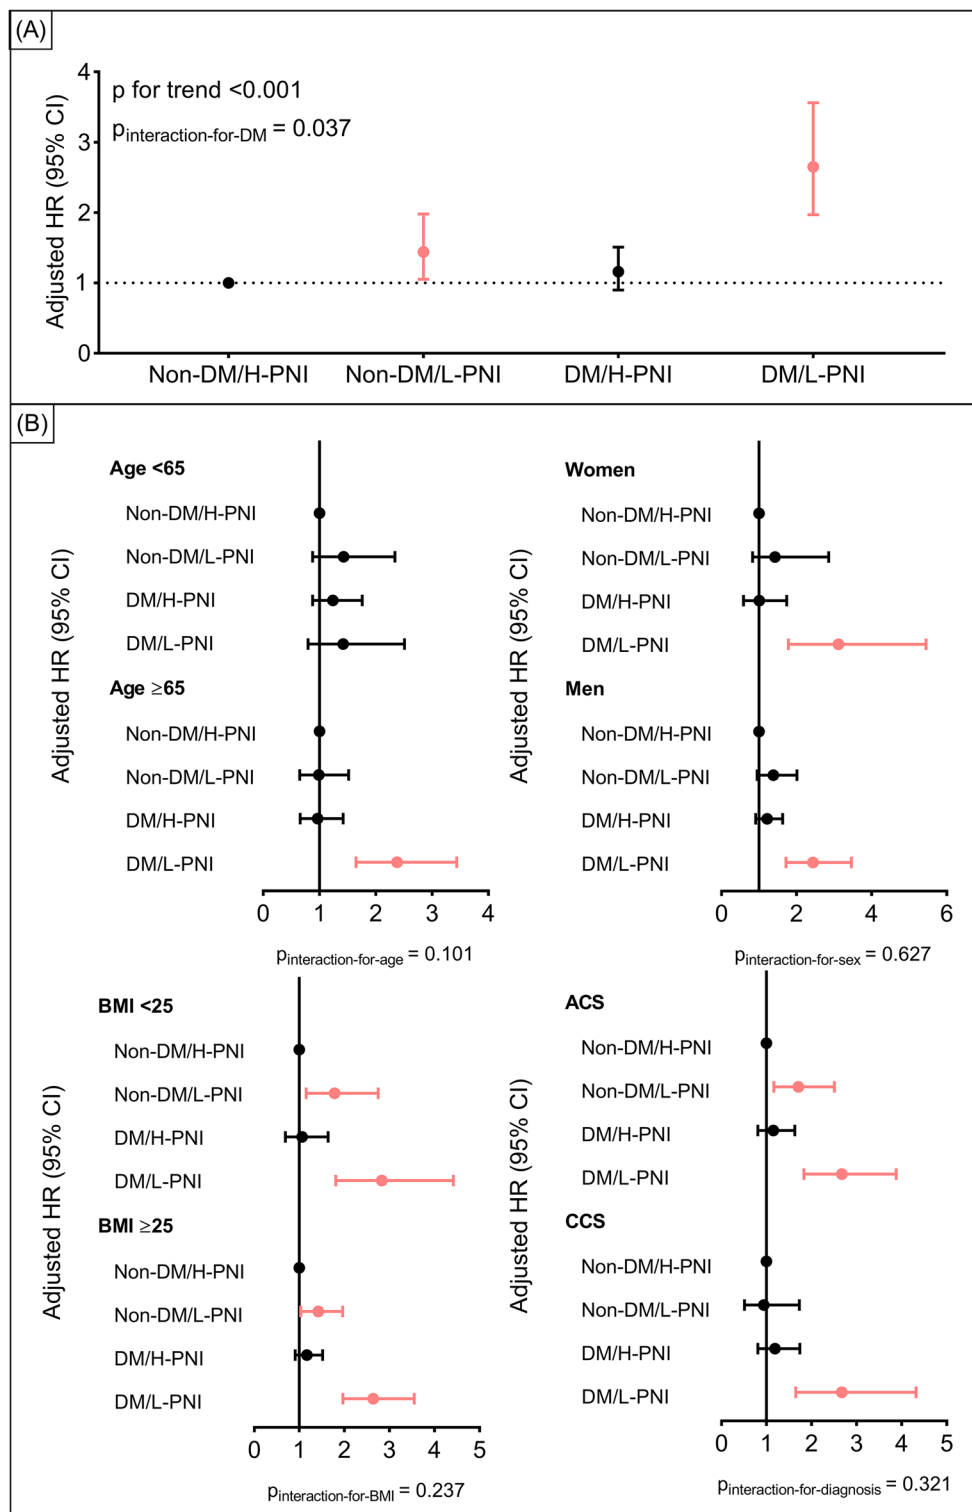 (A)
Adjusted HR (95% CI)
4
3
2
1
0
p for trend <0.001
pinteraction-for-DM = 0.037
Non-DM/H-PNI Non-DM/L-PNI DM/H-PNI DM/L-PNI
(B)
Adjusted HR (95% CI)
Age <65
Non-DM/H-PNI
Non-DM/L-PNI
DM/H-PNI
DM/L-PNI
Age ≥65
Non-DM/H-PNI
Non-DM/L-PNI
DM/H-PNI
DM/L-PNI
0 1 2 3 4
pinteraction-for-age = 0.101
Adjusted HR (95% CI)
Women
Non-DM/H-PNI
Non-DM/L-PNI
DM/H-PNI
DM/L-PNI
Men
Non-DM/H-PNI
Non-DM/L-PNI
DM/H-PNI
DM/L-PNI
0 2 4 6
pinteraction-for-sex = 0.627
Adjusted HR (95% CI)
BMI <25
Non-DM/H-PNI
Non-DM/L-PNI
DM/H-PNI
DM/L-PNI
BMI ≥25
Non-DM/H-PNI
Non-DM/L-PNI
DM/H-PNI
DM/L-PNI
0 1 2 3 4 5
pinteraction-for-BMI = 0.237
Adjusted HR (95% CI)
ACS
Non-DM/H-PNI
Non-DM/L-PNI
DM/H-PNI
DM/L-PNI
CCS
Non-DM/H-PNI
Non-DM/L-PNI
DM/H-PNI
DM/L-PNI
0 1 2 3 4 5
pinteraction-for-diagnosis = 0.321